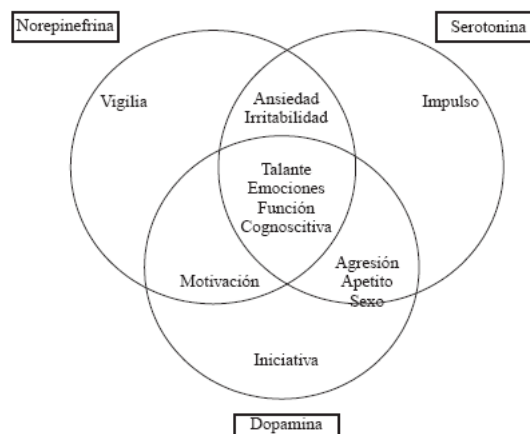 Norepinefrina
Serotonina
Vigilia
Ansiedad
Irritabilidad
Impulso
Talante
Emociones
Función
Cognoscitiva
Motivación
Agresión
Apetito
Sexo
Iniciativa
Dopamina